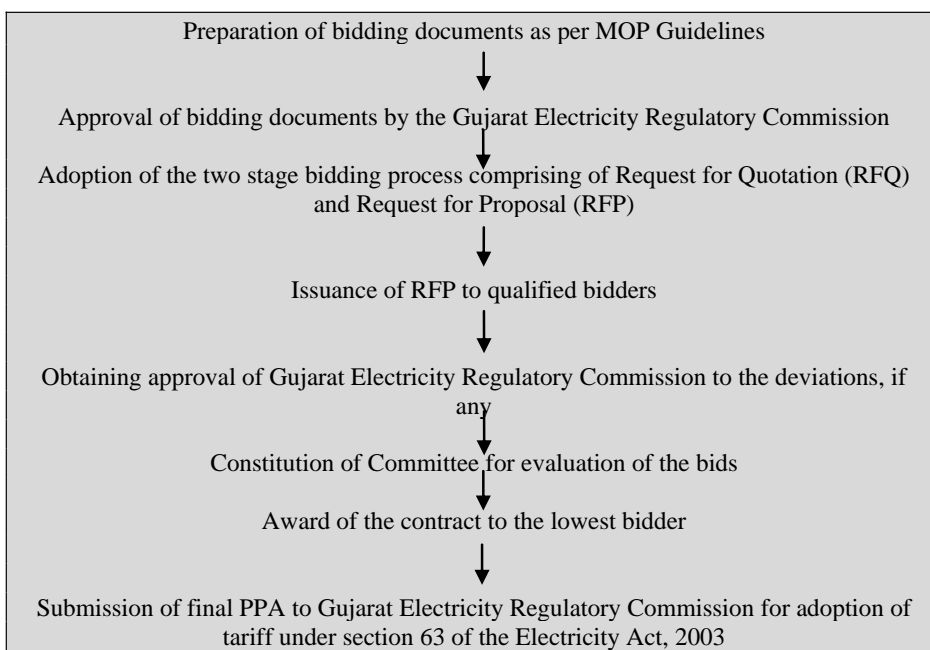 Preparation of bidding documents as per MOP Guidelines
Approval of bidding documents by the Gujarat Electricity Regulatory Commission
Adoption of the two stage bidding process comprising of Request for Quotation (RFQ)
and Request for Proposal (RFP)
Issuance of RFP to qualified bidders
Obtaining approval of Gujarat Electricity Regulatory Commission to the deviations, if
any
Constitution of Committee for evaluation of the bids
Award of the contract to the lowest bidder
Submission of final PPA to Gujarat Electricity Regulatory Commission for adoption of
tariff under section 63 of the Electricity Act, 2003